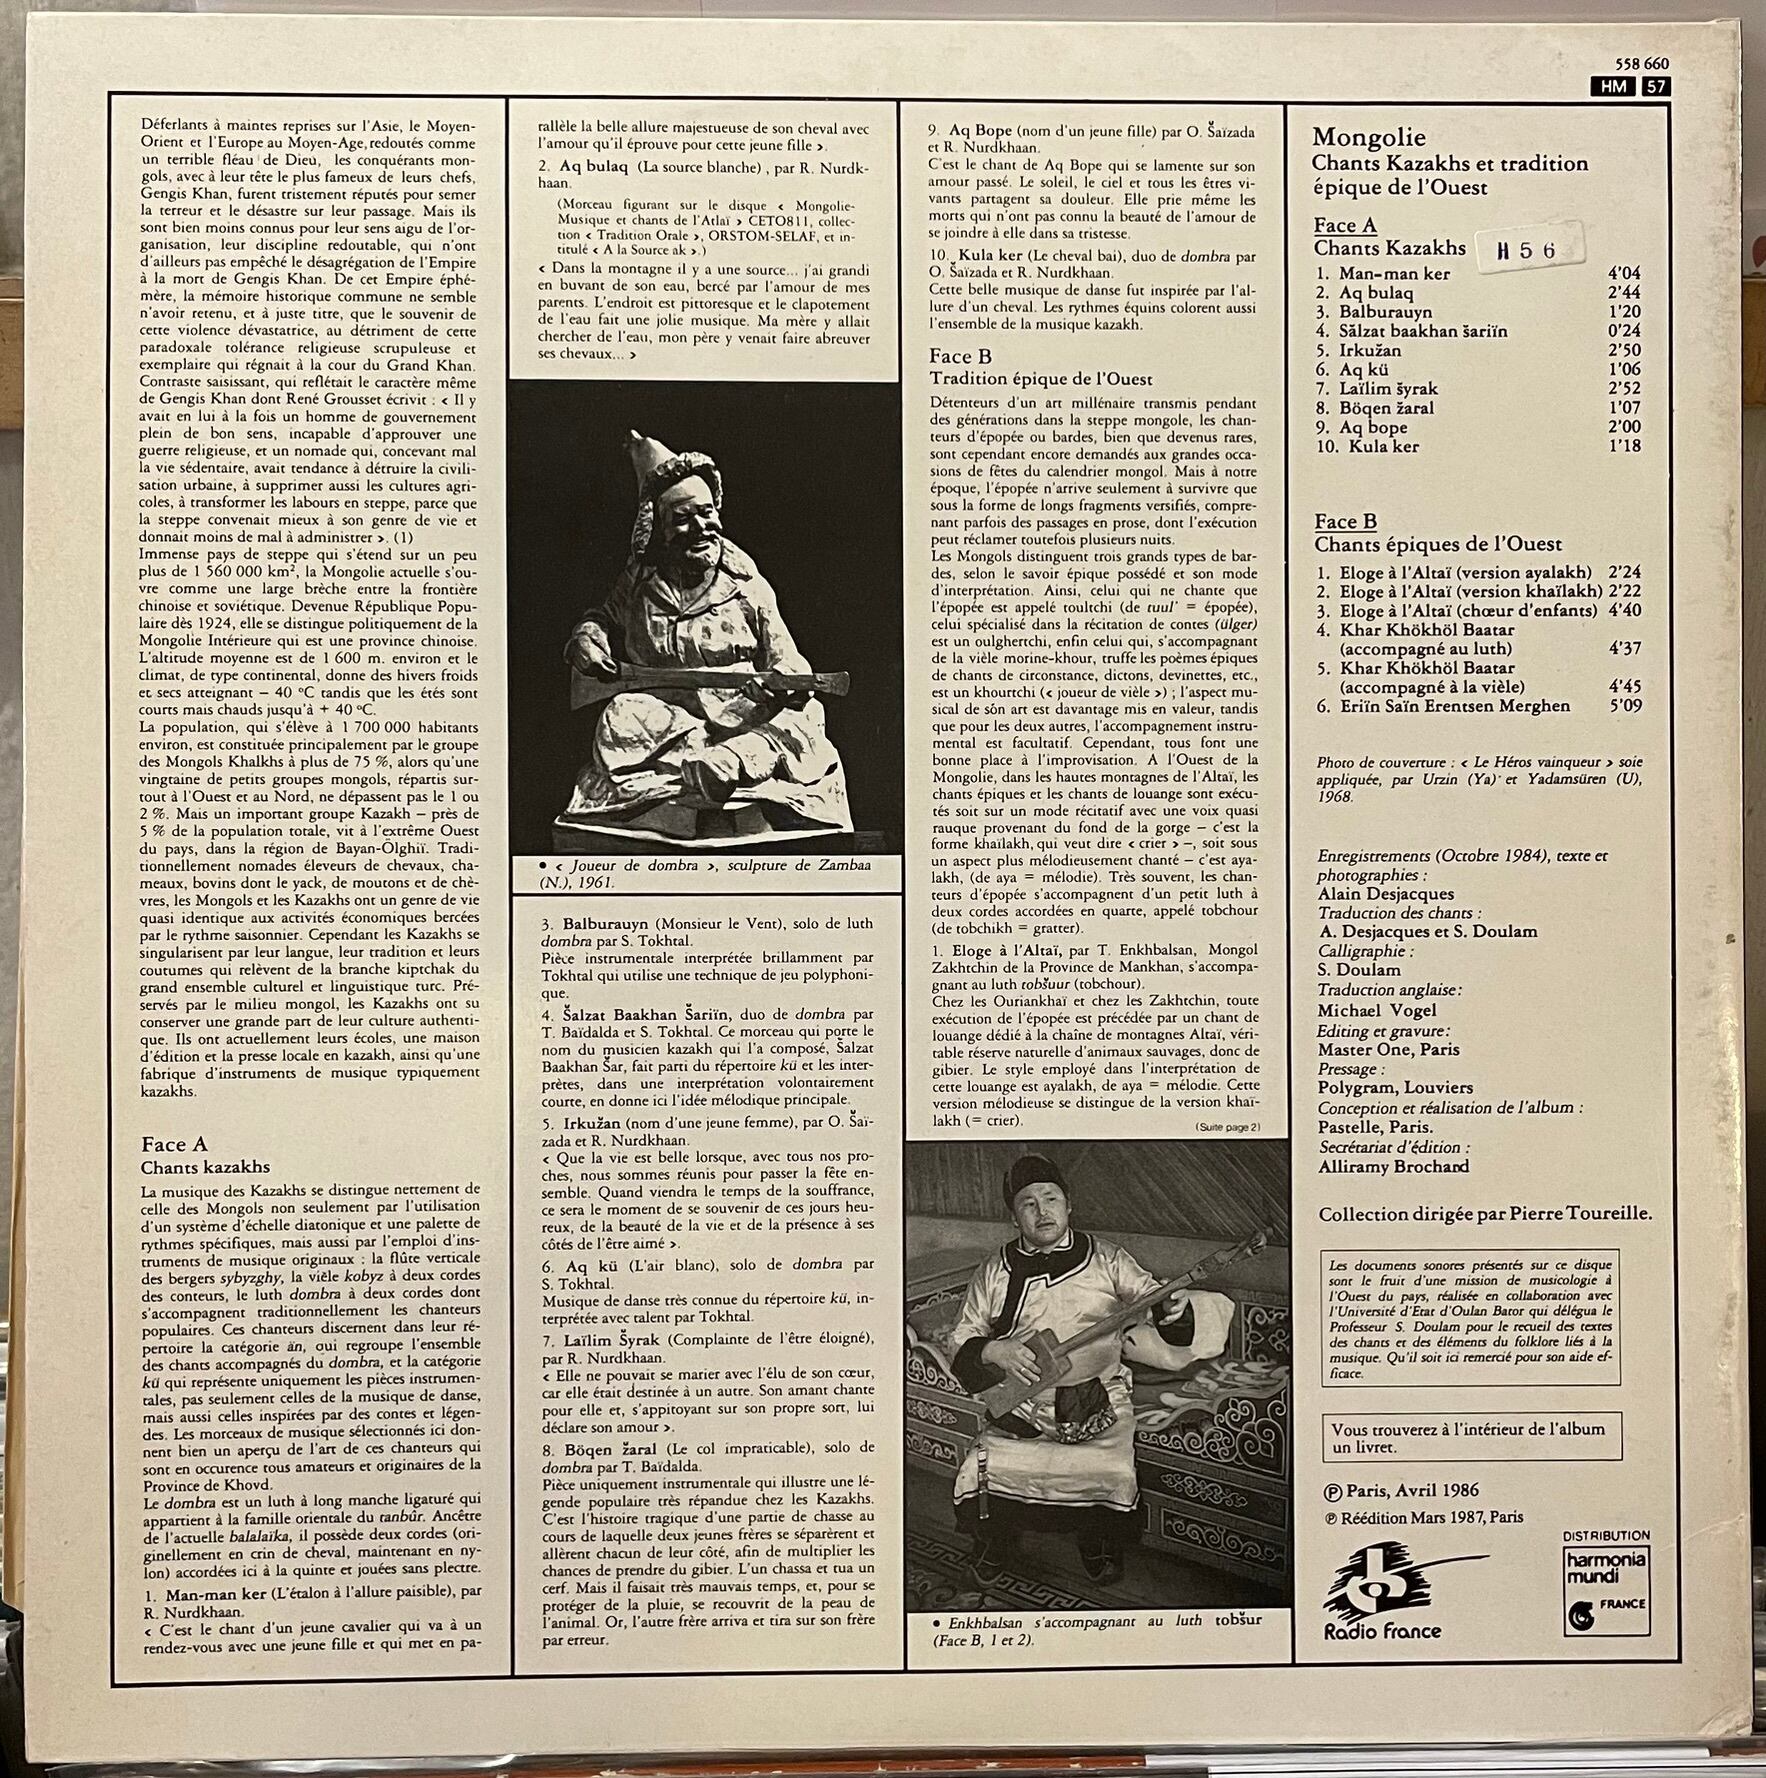 558 660
HM 57
Déferlants à maintes reprises sur l'Asie, le Moyen-
Orient et l'Europe au Moyen-Age, redoutés comme
un terrible fléau de Dieu, les conquérants mon-
gols, avec à leur tête le plus fameux de leurs chefs,
Gengis Khan, furent tristement réputés pour semer
la terreur et le désastre sur leur passage. Mais ils
sont bien moins connus pour leur sens aigu de l'or-
ganisation, leur discipline redoutable, qui n'ont
d'ailleurs pas empêché le désagrégation de l'Empire
à la mort de Gengis Khan. De cet Empire éphé-
mère, la mémoire historique commune ne semble
n'avoir retenu, et à juste titre, que le souvenir de
cette violence dévastatrice, au détriment de cette
paradoxale tolérance religieuse scrupuleuse et
exemplaire qui régnait à la cour du Grand Khan.
Contraste saisissant, qui reflétait le caractère même
de Gengis Khan dont René Grousset écrivit : « Il y
avait en lui à la fois un homme de gouvernement
plein de bon sens, incapable d'approuver une
guerre religieuse, et un nomade qui, concevant mal
la vie sédentaire, avait tendance à détruire la civili-
sation urbaine, à supprimer aussi les cultures agri-
coles, à transformer les labours en steppe, parce que
la steppe convenait mieux à son genre de vie et
donnait moins de mal à administrer ». (1)
Immense pays de steppe qui s'étend sur un peu
plus de 1 560 000 km², la Mongolie actuelle s'ou-
vre comme une large brèche entre la frontière
chinoise et soviétique. Devenue République Popu-
laire dès 1924, elle se distingue politiquement de la
Mongolie Intérieure qui est une province chinoise.
L'altitude moyenne est de 1 600 m. environ et le
climat, de type continental, donne des hivers froids
et secs atteignant – 40 °C tandis que les étés sont
courts mais chauds jusqu'à + 40 °C.
La population, qui s'élève à 1 700 000 habitants
environ, est constituée principalement par le groupe
des Mongols Khalkhs à plus de 75 %, alors qu'une
vingtaine de petits groupes mongols, répartis sur-
tout à l'Ouest et au Nord, ne dépassent pas le 1 ou
2 %. Mais un important groupe Kazakh – près de
5 % de la population totale, vit à l'extrême Ouest
du pays, dans la région de Bayan-Ölghiï. Tradi-
tionnellement nomades éleveurs de chevaux, cha-
meaux, bovins dont le yack, de moutons et de chè-
vres, les Mongols et les Kazakhs ont un genre de vie
quasi identique aux activités économiques bercées
par le rythme saisonnier. Cependant les Kazakhs se
singularisent par leur langue, leur tradition et leurs
coutumes qui relèvent de la branche kiptchak du
grand ensemble culturel et linguistique turc. Pré-
servés par le milieu mongol, les Kazakhs ont su
conserver une grande part de leur culture authenti-
que. Ils ont actuellement leurs écoles, une maison
d'édition et la presse locale en kazakh, ainsi qu'une
fabrique d'instruments de musique typiquement
kazakhs.
Face A
Chants kazakhs
La musique des Kazakhs se distingue nettement de
celle des Mongols non seulement par l'utilisation
d'un système d'échelle diatonique et une palette de
rythmes spécifiques, mais aussi par l'emploi d'ins-
truments de musique originaux : la flûte verticale
des bergers sybyzghy, la vièle kobyz à deux cordes
des conteurs, le luth dombra à deux cordes dont
s'accompagnent traditionnellement les chanteurs
populaires. Ces chanteurs discernent dans leur ré-
pertoire la catégorie än, qui regroupe l'ensemble
des chants accompagnés du dombra, et la catégorie
kü qui représente uniquement les pièces instrumen-
tales, pas seulement celles de la musique de danse,
mais aussi celles inspirées par des contes et légen-
des. Les morceaux de musique sélectionnés ici don-
nent bien un aperçu de l'art de ces chanteurs qui
sont en occurence tous amateurs et originaires de la
Province de Khovd.
Le dombra est un luth à long manche ligaturé qui
appartient à la famille orientale du tanbûr. Ancêtre
de l'actuelle balalaïka, il possède deux cordes (ori-
ginellement en crin de cheval, maintenant en ny-
lon) accordées ici à la quinte et jouées sans plectre.
1. Man-man ker (L'étalon à l'allure paisible), par
R. Nurdkhaan.
« C'est le chant d'un jeune cavalier qui va à un
rendez-vous avec une jeune fille et qui met en pa-
rallèle la belle allure majestueuse de son cheval avec
l'amour qu'il éprouve pour cette jeune fille ».
2. Aq bulaq (La source blanche) , par R. Nurdk-
haan.
(Morceau figurant sur le disque « Mongolie-
Musique et chants de l'Atlaï » CETO811, collec-
tion « Tradition Orale », ORSTOM-SELAF, et in-
titulé « A la Source ak ».)
« Dans la montagne il y a une source... j'ai grandi
en buvant de son eau, bercé par l'amour de mes
parents. L'endroit est pittoresque et le clapotement
de l'eau fait une jolie musique. Ma mère y allait
chercher de l'eau, mon père y venait faire abreuver
ses chevaux... »
• « Joueur de dombra », sculpture de Zambaa
(N.), 1961.
3. Balburauyn (Monsieur le Vent), solo de luth
dombra par S. Tokhtal.
Pièce instrumentale interprétée brillamment par
Tokhtal qui utilise une technique de jeu polyphoni-
que.
4. Šalzat Baakhan Šariïn, duo de dombra par
T. Baïdalda et S. Tokhtal. Ce morceau qui porte le
nom du musicien kazakh qui l'a composé, Šalzat
Baakhan Šar, fait parti du répertoire kü et les inter-
prètes, dans une interprétation volontairement
courte, en donne ici l'idée mélodique principale.
5. Irkužan (nom d'une jeune femme), par O. Šaï-
zada et R. Nurdkhaan.
« Que la vie est belle lorsque, avec tous nos pro-
ches, nous sommes réunis pour passer la fête en-
semble. Quand viendra le temps de la souffrance,
ce sera le moment de se souvenir de ces jours heu-
reux, de la beauté de la vie et de la présence à ses
côtés de l'être aimé ».
6. Aq kü (L'air blanc), solo de dombra par
S. Tokhtal.
Musique de danse très connue du répertoire kü, in-
terprétée avec talent par Tokhtal.
7. Laïlim Šyrak (Complainte de l'être éloigné),
par R. Nurdkhaan.
« Elle ne pouvait se marier avec l'élu de son cœur,
car elle était destinée à un autre. Son amant chante
pour elle et, s'appitoyant sur son propre sort, lui
déclare son amour ».
8. Böqen žaral (Le col impraticable), solo de
dombra par T. Baïdalda.
Pièce uniquement instrumentale qui illustre une lé-
gende populaire très répandue chez les Kazakhs.
C'est l'histoire tragique d'une partie de chasse au
cours de laquelle deux jeunes frères se séparèrent et
allèrent chacun de leur côté, afin de multiplier les
chances de prendre du gibier. L'un chassa et tua un
cerf. Mais il faisait très mauvais temps, et, pour se
protéger de la pluie, se recouvrit de la peau de
l'animal. Or, l'autre frère arriva et tira sur son frère
par erreur.
9. Aq Bope (nom d'un jeune fille) par O. Šaïzada
et R. Nurdkhaan.
C'est le chant de Aq Bope qui se lamente sur son
amour passé. Le soleil, le ciel et tous les êtres vi-
vants partagent sa douleur. Elle prie même les
morts qui n'ont pas connu la beauté de l'amour de
se joindre à elle dans sa tristesse.
10. Kula ker (Le cheval bai), duo de dombra par
O. Šaïzada et R. Nurdkhaan.
Cette belle musique de danse fut inspirée par l'al-
lure d'un cheval. Les rythmes équins colorent aussi
l'ensemble de la musique kazakh.
Face B
Tradition épique de l'Ouest
Détenteurs d'un art millénaire transmis pendant
des générations dans la steppe mongole, les chan-
teurs d'épopée ou bardes, bien que devenus rares,
sont cependant encore demandés aux grandes occa-
sions de fêtes du calendrier mongol. Mais à notre
époque, l'épopée n'arrive seulement à survivre que
sous la forme de longs fragments versifiés, compre-
nant parfois des passages en prose, dont l'exécution
peut réclamer toutefois plusieurs nuits.
Les Mongols distinguent trois grands types de bar-
des, selon le savoir épique possédé et son mode
d'interprétation. Ainsi, celui qui ne chante que
l'épopée est appelé toultchi (de tuul' = épopée),
celui spécialisé dans la récitation de contes (ülger)
est un oulghertchi, enfin celui qui, s'accompagnant
de la vièle morine-khour, truffe les poèmes épiques
de chants de circonstance, dictons, devinettes, etc.,
est un khourtchi (« joueur de vièle ») ; l'aspect mu-
sical de son art est davantage mis en valeur, tandis
que pour les deux autres, l'accompagnement instru-
mental est facultatif. Cependant, tous font une
bonne place à l'improvisation. A l'Ouest de la
Mongolie, dans les hautes montagnes de l'Altaï, les
chants épiques et les chants de louange sont exécu-
tés soit sur un mode récitatif avec une voix quasi
rauque provenant du fond de la gorge – c'est la
forme khaïlakh, qui veut dire « crier » –, soit sous
un aspect plus mélodieusement chanté – c'est aya-
lakh, (de aya = mélodie). Très souvent, les chan-
teurs d'épopée s'accompagnent d'un petit luth à
deux cordes accordées en quarte, appelé tobchour
(de tobchikh = gratter).
1. Eloge à l'Altaï, par T. Enkhbalsan, Mongol
Zakhtchin de la Province de Mankhan, s'accompa-
gnant au luth tobšuur (tobchour).
Chez les Ouriankhaï et chez les Zakhtchin, toute
exécution de l'épopée est précédée par un chant de
louange dédié à la chaîne de montagnes Altaï, véri-
table réserve naturelle d'animaux sauvages, donc de
gibier. Le style employé dans l'interprétation de
cette louange est ayalakh, de aya = mélodie. Cette
version mélodieuse se distingue de la version khaï-
lakh (= crier).
(Suite page 2)
• Enkhbalsan s'accompagnant au luth tobšur
(Face B, 1 et 2).
Mongolie
Chants Kazakhs et tradition
épique de l'Ouest
Face A
Chants Kazakhs
H 5 6
1. Man-man ker 4'04
2. Aq bulaq 2'44
3. Balburauyn 1'20
4. Sălzat baakhan šariïn 0'24
5. Irkužan 2'50
6. Aq kü 1'06
7. Laïlim šyrak 2'52
8. Böqen žaral 1'07
9. Aq bope 2'00
10. Kula ker 1'18
Face B
Chants épiques de l'Ouest
1. Eloge à l'Altaï (version ayalakh) 2'24
2. Eloge à l'Altaï (version khaïlakh) 2'22
3. Eloge à l'Altaï (chœur d'enfants) 4'40
4. Khar Khökhöl Baatar
(accompagné au luth) 4'37
5. Khar Khökhöl Baatar
(accompagné à la vièle) 4'45
6. Eriïn Saïn Erentsen Merghen 5'09
Photo de couverture : « Le Héros vainqueur » soie
appliquée, par Urzin (Ya) et Yadamsüren (U),
1968.
Enregistrements (Octobre 1984), texte et
photographies :
Alain Desjacques
Traduction des chants :
A. Desjacques et S. Doulam
Calligraphie :
S. Doulam
Traduction anglaise:
Michael Vogel
Editing et gravure:
Master One, Paris
Pressage :
Polygram, Louviers
Conception et réalisation de l'album :
Pastelle, Paris.
Secrétariat d'édition :
Alliramy Brochand
Collection dirigée par Pierre Toureille.
Les documents sonores présentés sur ce disque
sont le fruit d'une mission de musicologie à
l'Ouest du pays, réalisée en collaboration avec
l'Université d'Etat d'Oulan Bator qui délégua le
Professeur S. Doulam pour le recueil des textes
des chants et des éléments du folklore liés à la
musique. Qu'il soit ici remercié pour son aide ef-
ficace.
Vous trouverez à l'intérieur de l'album
un livret.
℗ Paris, Avril 1986
℗ Réédition Mars 1987, Paris
Radio france
DISTRIBUTION
harmonia
mundi
FRANCE